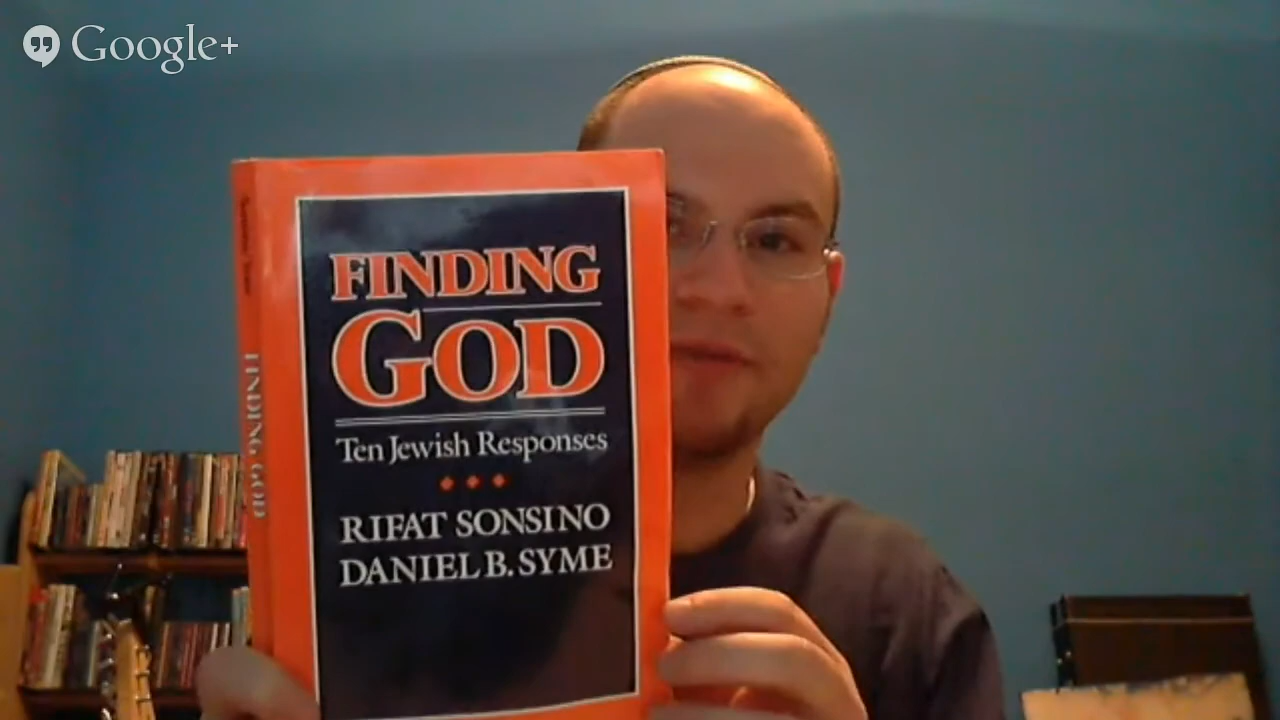 Google+
FINDING
GOD
Ten Jewish Responses
RIFAT SONSINO
DANIEL B. SYME
FINDING GOD